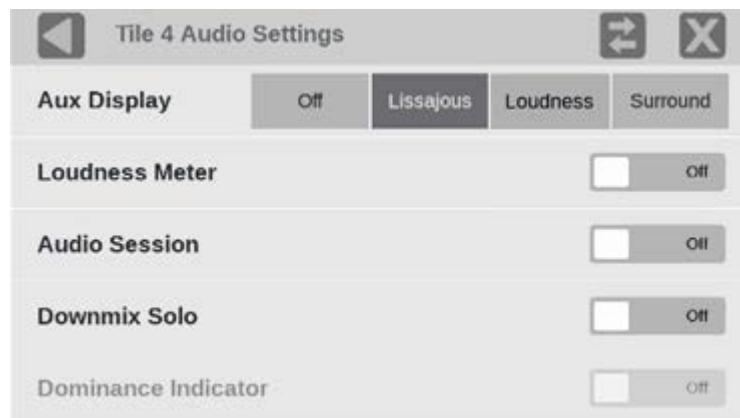 Tile 4 Audio Settings
Aux Display Off Lissajous Loudness Surround
Loudness Meter Off
Audio Session Off
Downmix Solo Off
Dominance Indicator Off